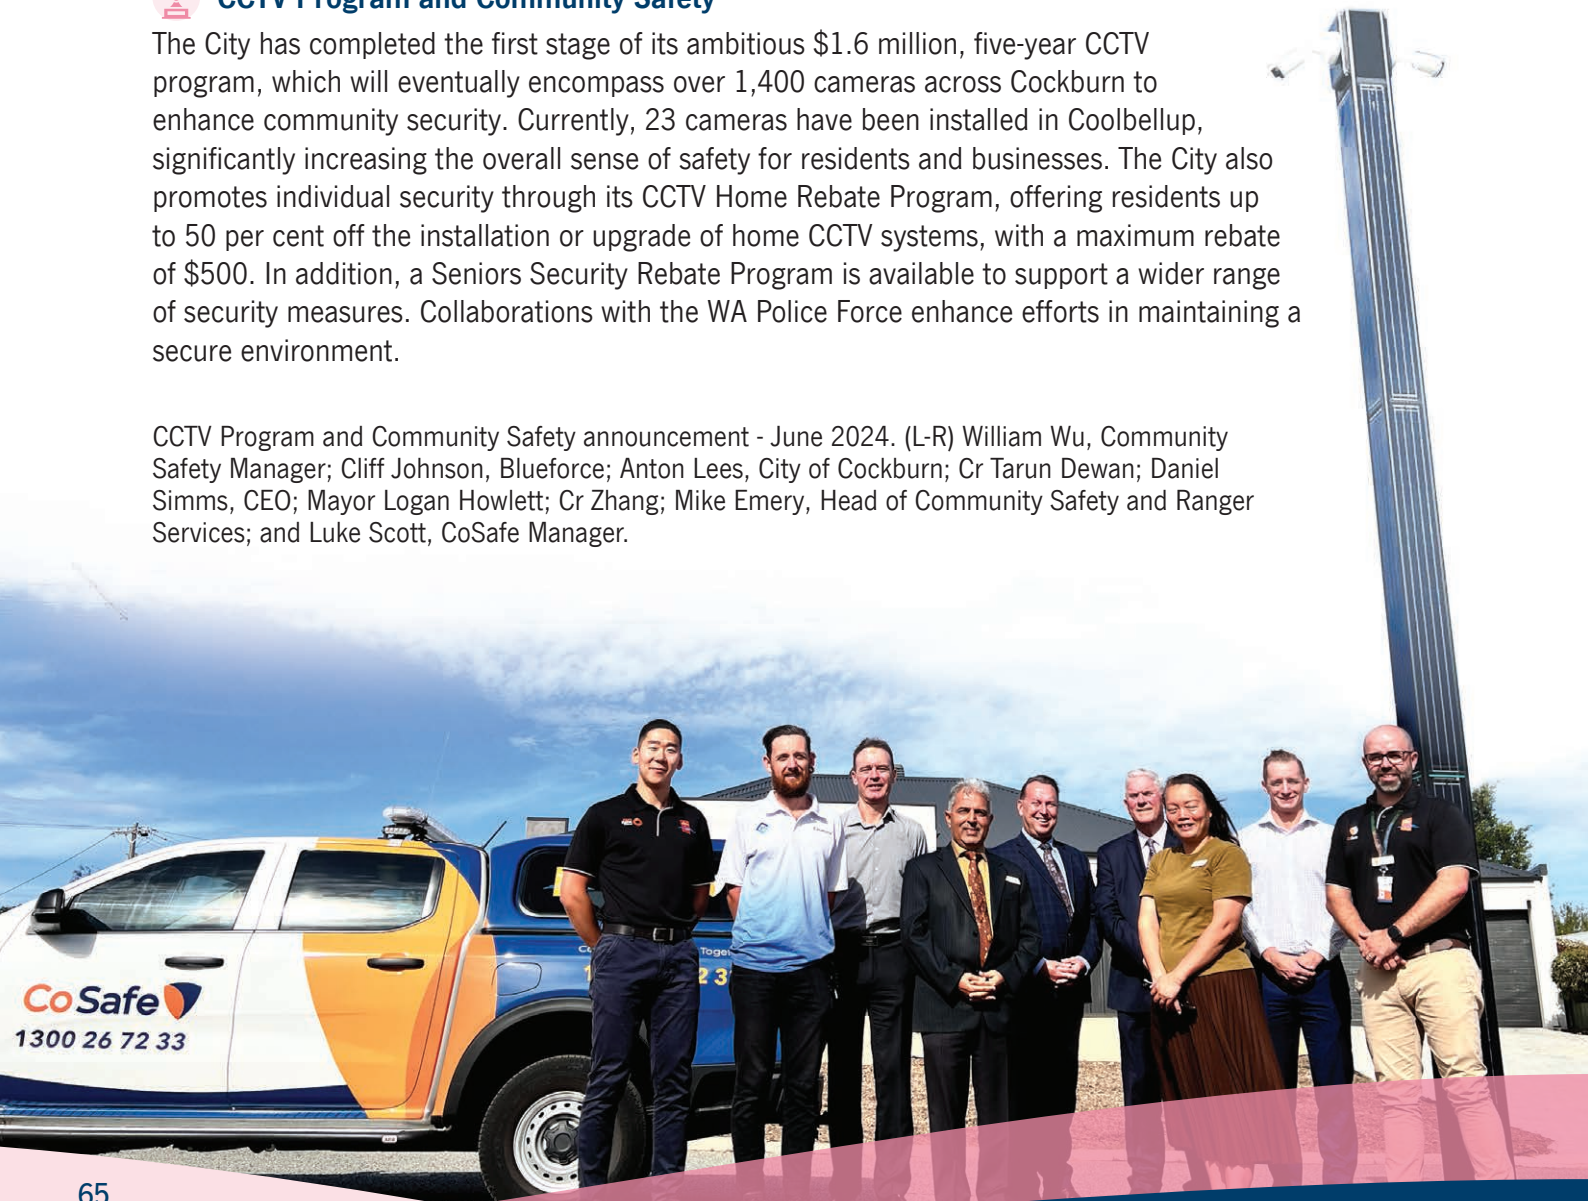 CCTV Program and Community Safety
The City has completed the first stage of its ambitious $1.6 million, five-year CCTV
program, which will eventually encompass over 1,400 cameras across Cockburn to
enhance community security. Currently, 23 cameras have been installed in Coolbellup,
significantly increasing the overall sense of safety for residents and businesses. The City also
promotes individual security through its CCTV Home Rebate Program, offering residents up
to 50 per cent off the installation or upgrade of home CCTV systems, with a maximum rebate
of $500. In addition, a Seniors Security Rebate Program is available to support a wider range
of security measures. Collaborations with the WA Police Force enhance efforts in maintaining a
secure environment.
CCTV Program and Community Safety announcement - June 2024. (L-R) William Wu, Community
Safety Manager; Cliff Johnson, Blueforce; Anton Lees, City of Cockburn; Cr Tarun Dewan; Daniel
Simms, CEO; Mayor Logan Howlett; Cr Zhang; Mike Emery, Head of Community Safety and Ranger
Services; and Luke Scott, CoSafe Manager.
CoSafe
1300 26 72 33
65